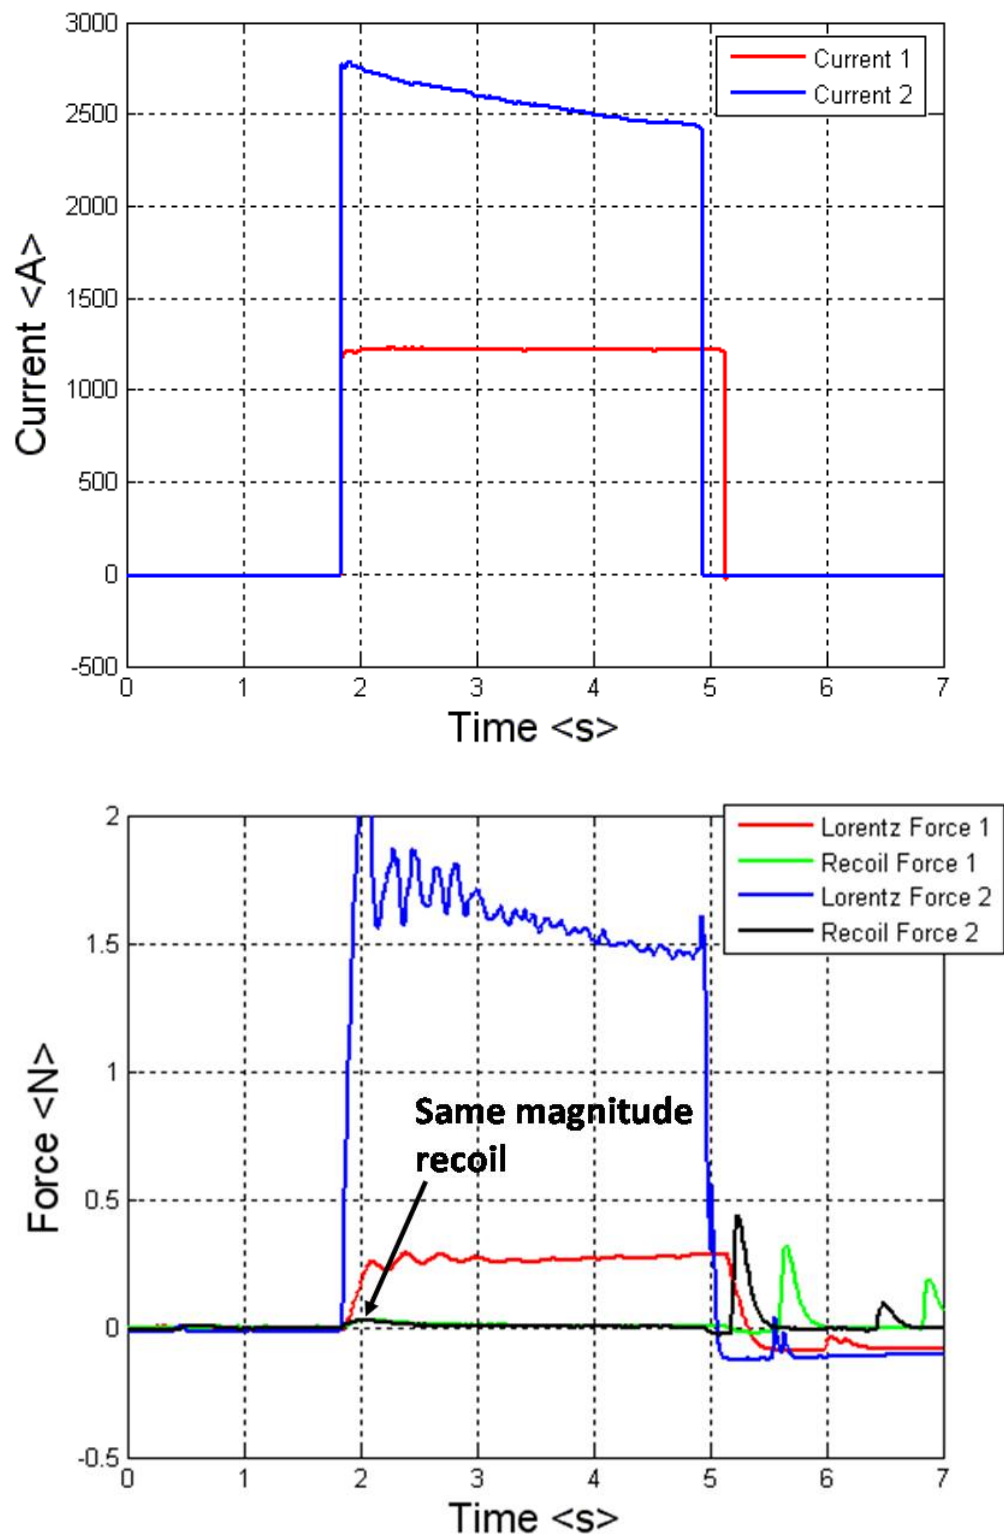 3000
2500
2000
1500
1000
500
0
-500
Current <A>
Current 1
Current 2
0 1 2 3 4 5 6 7
Time <s>
2
1.5
1
0.5
0
-0.5
Force <N>
Lorentz Force 1
Recoil Force 1
Lorentz Force 2
Recoil Force 2
Same magnitude
recoil
0 1 2 3 4 5 6 7
Time <s>